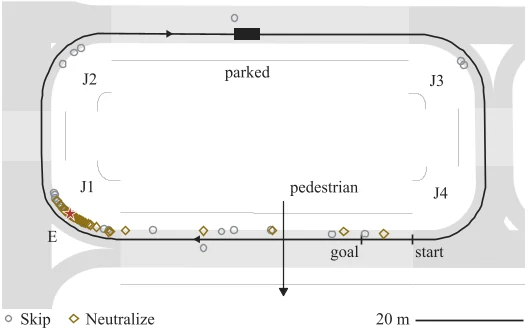 J2
parked
J3
J1
pedestrian
J4
E
goal
start
Skip
Neutralize
20 m